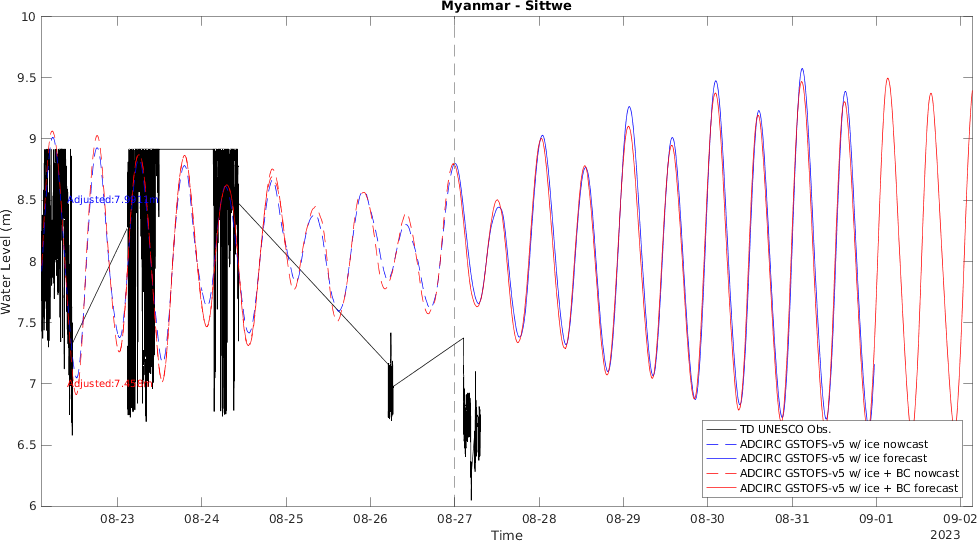 Myanmar - Sittwe
10
9.5
9
8.5
8
7.5
7
6.5
6
Water Level (m)
Adjusted:7.458m
TD UNESCO Obs.
ADCIRC GSTOFS-v5 w/ ice nowcast
ADCIRC GSTOFS-v5 w/ ice forecast
ADCIRC GSTOFS-v5 w/ ice + BC nowcast
ADCIRC GSTOFS-v5 w/ ice + BC forecast
08-23 08-24 08-25 08-26 08-27 08-28 08-29 08-30 08-31 09-01 09-02
Time
2023